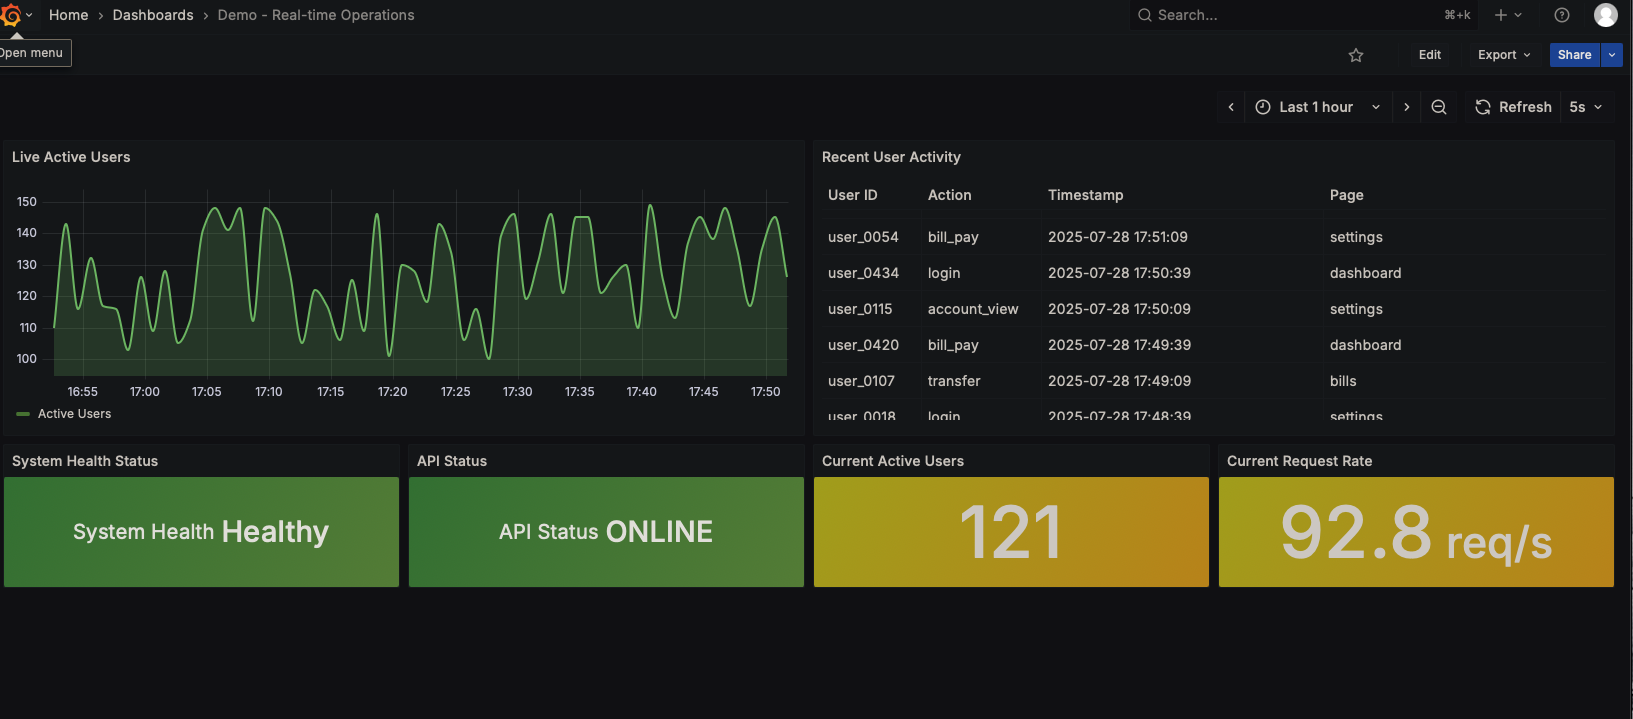 Home › Dashboards › Demo - Real-time Operations
Search... ⌘+k
Open menu
Edit Export Share
Last 1 hour Refresh 5s
Live Active Users
150
140
130
120
110
100
16:55 17:00 17:05 17:10 17:15 17:20 17:25 17:30 17:35 17:40 17:45 17:50
Active Users
Recent User Activity
User ID Action Timestamp Page
user_0054 bill_pay 2025-07-28 17:51:09 settings
user_0434 login 2025-07-28 17:50:39 dashboard
user_0115 account_view 2025-07-28 17:50:09 settings
user_0420 bill_pay 2025-07-28 17:49:39 dashboard
user_0107 transfer 2025-07-28 17:49:09 bills
user_0018 login 2025-07-28 17:48:39 settings
System Health Status
System Health Healthy
API Status
API Status ONLINE
Current Active Users
121
Current Request Rate
92.8 req/s